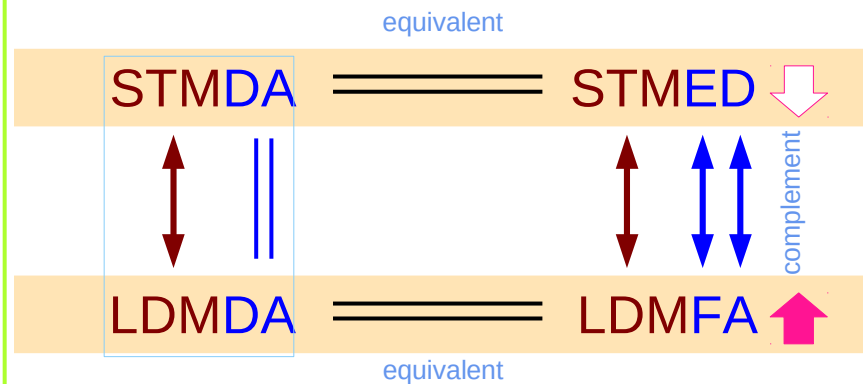 equivalent
STMDA STMED
complement
LDMDA LDMFA
equivalent